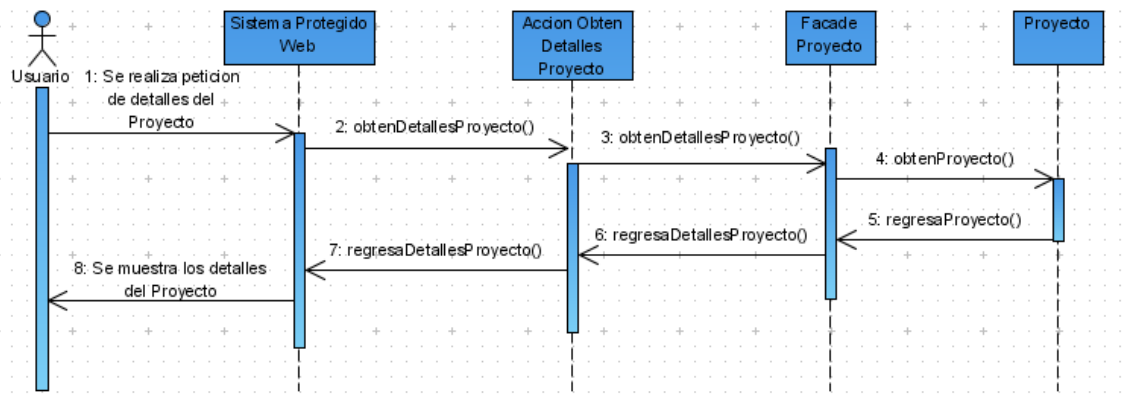 Sistema Protegido
Web
Accion Obten
Detalles
Proyecto
Facade
Proyecto
Proyecto
Usuario
1: Se realiza peticion
de detalles del
Proyecto
2: obtenDetallesProyecto()
3: obtenDetallesProyecto()
4: obtenProyecto()
5: regresaProyecto()
6: regresaDetallesProyecto()
7: regresaDetallesProyecto()
8: Se muestra los detalles
del Proyecto